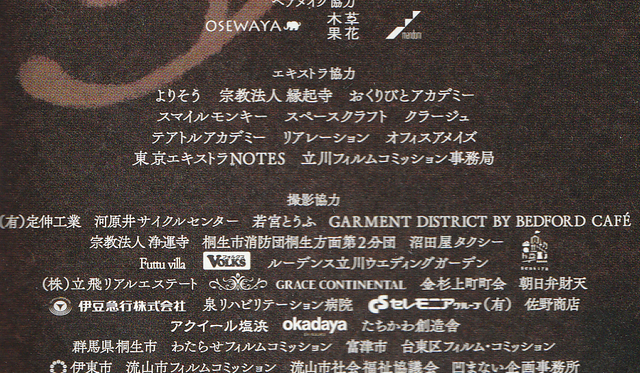 ヘアメイク協力
OSEWAYA 木草果花 mandom
エキストラ協力
よりそう 宗教法人 縁起寺 おくりびとアカデミー
スマイルモンキー スペースクラフト クラージュ
テアトルアカデミー リアレーション オフィスアメイズ
東京エキストラNOTES 立川フィルムコミッション事務局
撮影協力
(有)定伸工業 河原井サイクルセンター 若宮とうふ GARMENT DISTRICT BY BEDFORD CAFÉ
宗教法人 浄運寺 桐生市消防団桐生方面第2分団 沼田屋タクシー
Futtu villa VOLKS ルーデンス立川ウエディングガーデン
(株)立飛リアルエステート GRACE CONTINENTAL 金杉上町町会 朝日弁財天
伊豆急行株式会社 泉リハビリテーション病院 セレモニアグループ(有) 佐野商店
アクイール塩浜 okadaya たちかわ創造舎
群馬県桐生市 わたらせフィルムコミッション 富津市 台東区フィルム・コミッション
伊東市 流山市フィルムコミッション 流山市社会福祉協議会 凹まない企画事務所